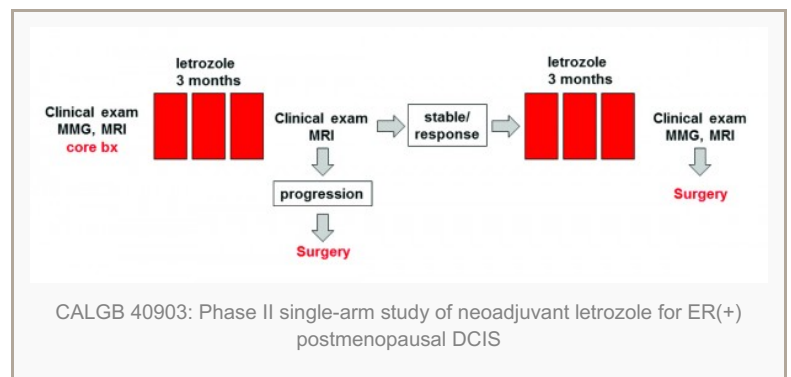 letrozole
3 months
Clinical exam
MMG, MRI
core bx
Clinical exam
MRI
stable/
response
letrozole
3 months
Clinical exam
MMG, MRI
progression
Surgery
Surgery
CALGB 40903: Phase II single-arm study of neoadjuvant letrozole for ER(+)
postmenopausal DCIS